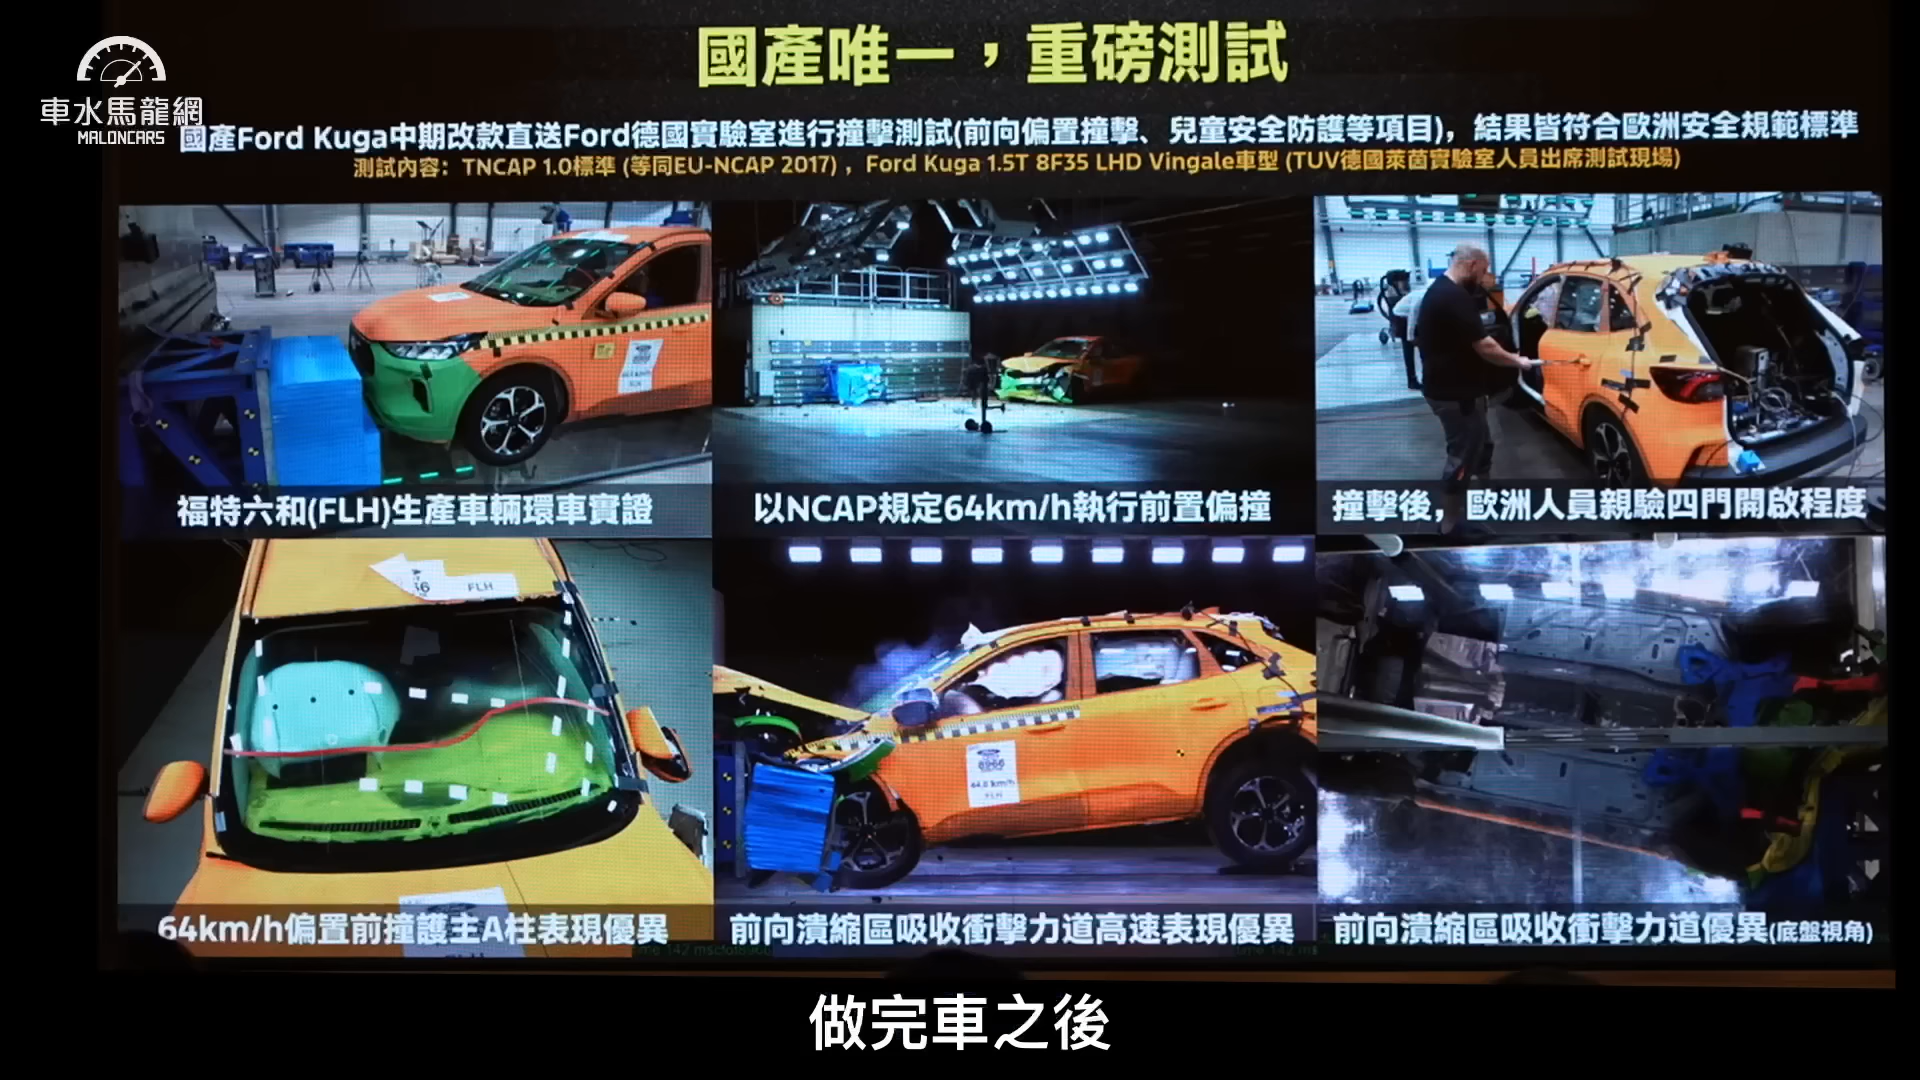 國產唯一，重磅測試
車水馬龍網
MALONCARS
國產Ford Kuga中期改款直送Ford德國實驗室進行撞擊測試(前向偏置撞擊、兒童安全防護等項目)，結果皆符合歐洲安全規範標準
測試內容：TNCAP 1.0標準 (等同EU-NCAP 2017)，Ford Kuga 1.5T 8F35 LHD Vingale車型 (TUV德國萊茵實驗室人員出席測試現場)
福特六和(FLH)生產車輛環車實證
以NCAP規定64km/h執行前置偏撞
撞擊後，歐洲人員親驗四門開啟程度
FLH
8966
64.0 km/h
FLH
64km/h偏置前撞護主A柱表現優異
前向潰縮區吸收衝擊力道高速表現優異
前向潰縮區吸收衝擊力道優異(底盤視角)
做完車之後